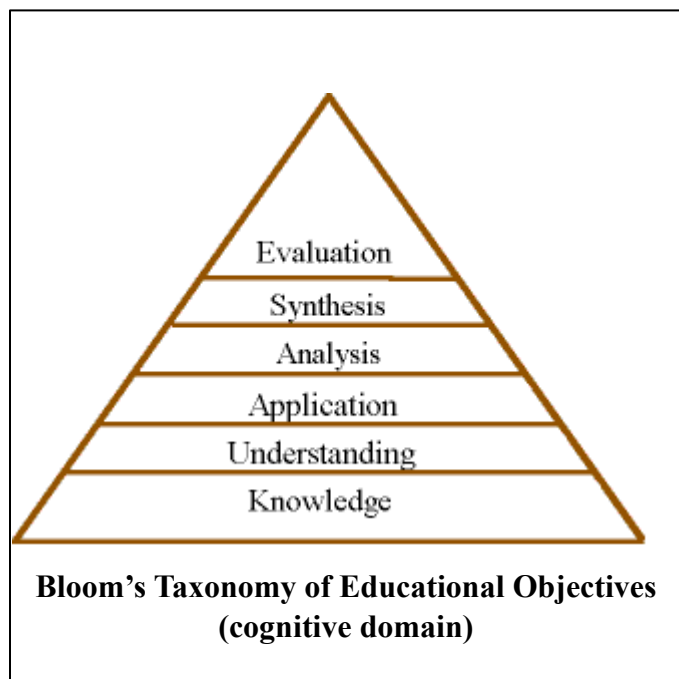 Evaluation
Synthesis
Analysis
Application
Understanding
Knowledge
Bloom’s Taxonomy of Educational Objectives
(cognitive domain)